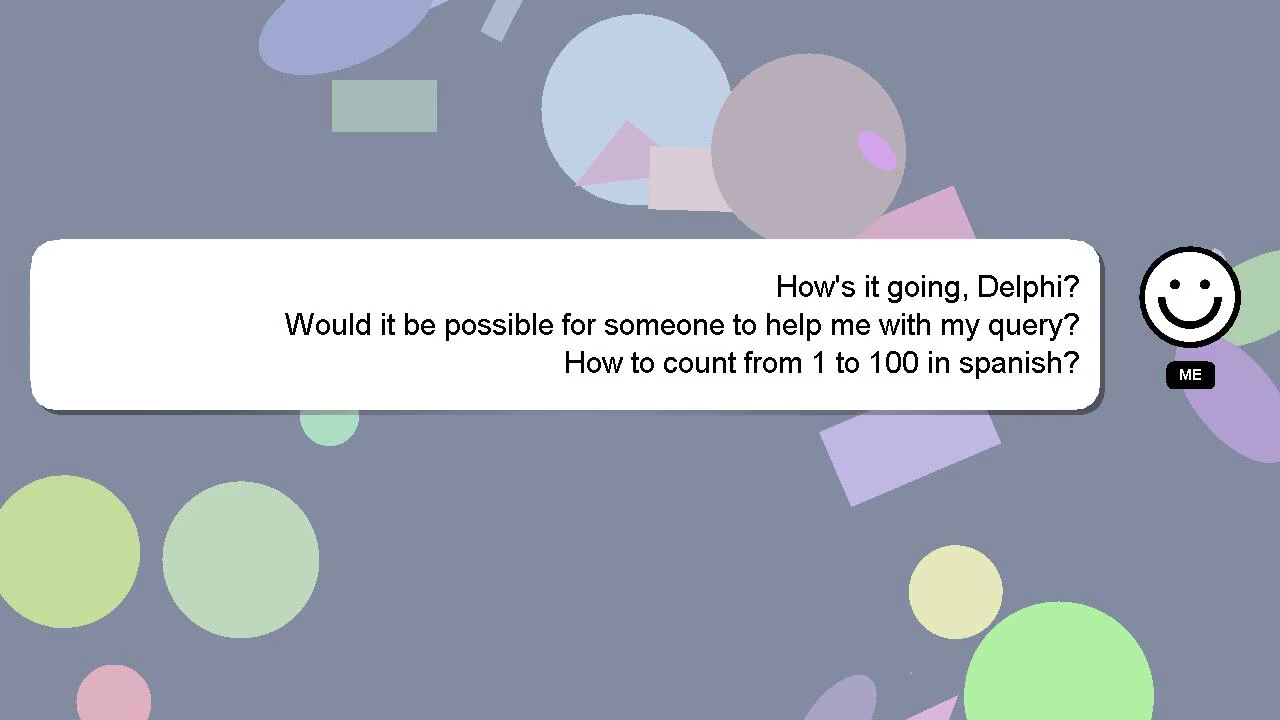 How's it going, Delphi?
Would it be possible for someone to help me with my query?
How to count from 1 to 100 in spanish?
ME